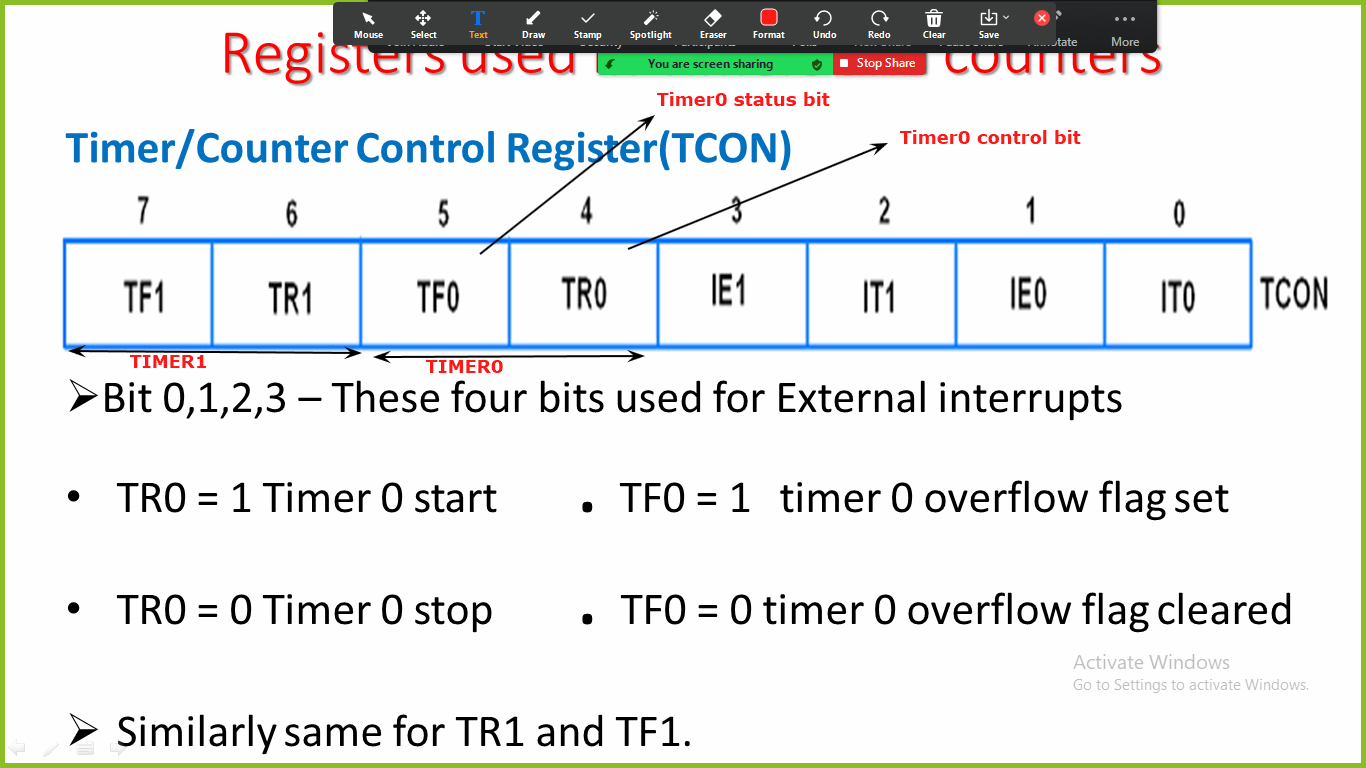 Mouse Select Text Draw Stamp Spotlight Eraser Format Undo Redo Clear Save More
Registers used counters
You are screen sharing Stop Share
Timer0 status bit
Timer0 control bit
Timer/Counter Control Register(TCON)
7 6 5 4 3 2 1 0
TF1 TR1 TF0 TR0 IE1 IT1 IE0 IT0 TCON
TIMER1 TIMER0
➢Bit 0,1,2,3 – These four bits used for External interrupts
• TR0 = 1 Timer 0 start . TF0 = 1 timer 0 overflow flag set
• TR0 = 0 Timer 0 stop . TF0 = 0 timer 0 overflow flag cleared
Activate Windows
Go to Settings to activate Windows.
➢ Similarly same for TR1 and TF1.